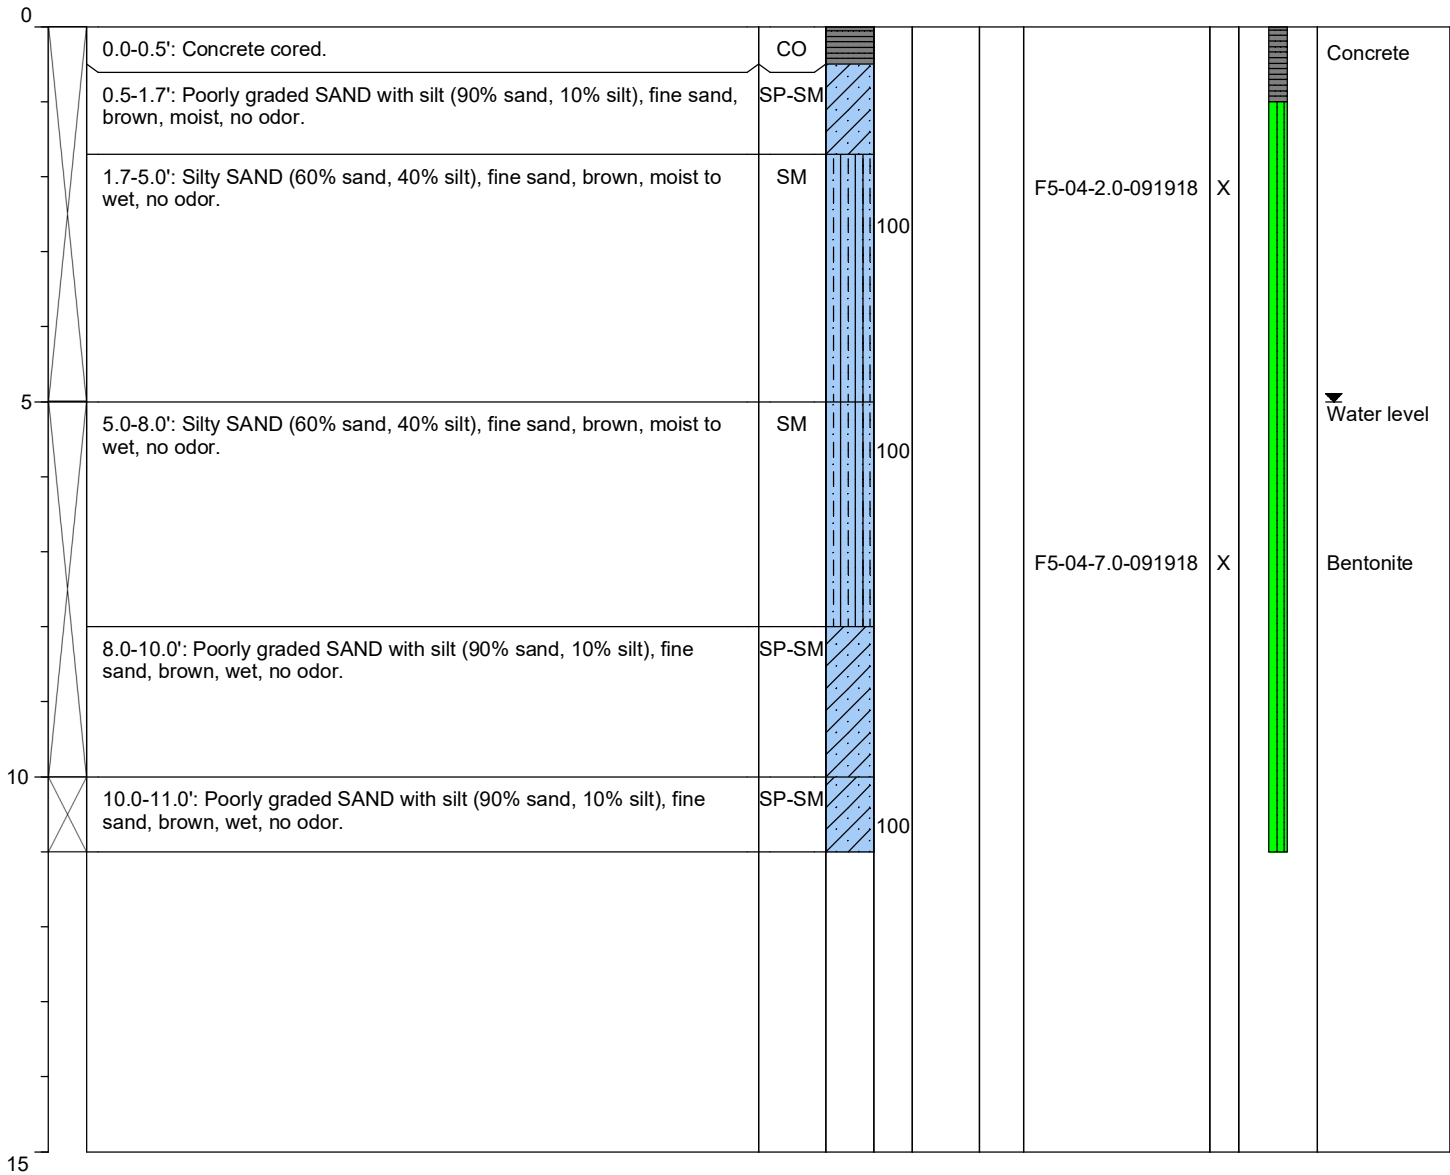 0
0.0-0.5': Concrete cored.
CO
Concrete
0.5-1.7': Poorly graded SAND with silt (90% sand, 10% silt), fine sand,
brown, moist, no odor.
SP-SM
1.7-5.0': Silty SAND (60% sand, 40% silt), fine sand, brown, moist to
wet, no odor.
SM
F5-04-2.0-091918
X
100
5
Water level
5.0-8.0': Silty SAND (60% sand, 40% silt), fine sand, brown, moist to
wet, no odor.
SM
100
F5-04-7.0-091918
X
Bentonite
8.0-10.0': Poorly graded SAND with silt (90% sand, 10% silt), fine
sand, brown, wet, no odor.
SP-SM
10
10.0-11.0': Poorly graded SAND with silt (90% sand, 10% silt), fine
sand, brown, wet, no odor.
SP-SM
100
15